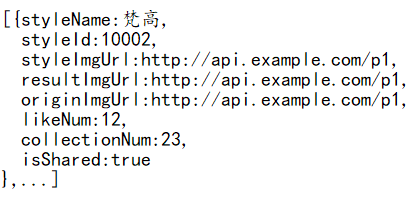 [{styleName:梵高,
styleId:10002,
styleImgUrl:http://api.example.com/p1,
resultImgUrl:http://api.example.com/p1,
originImgUrl:http://api.example.com/p1,
likeNum:12,
collectionNum:23,
isShared:true
},...]